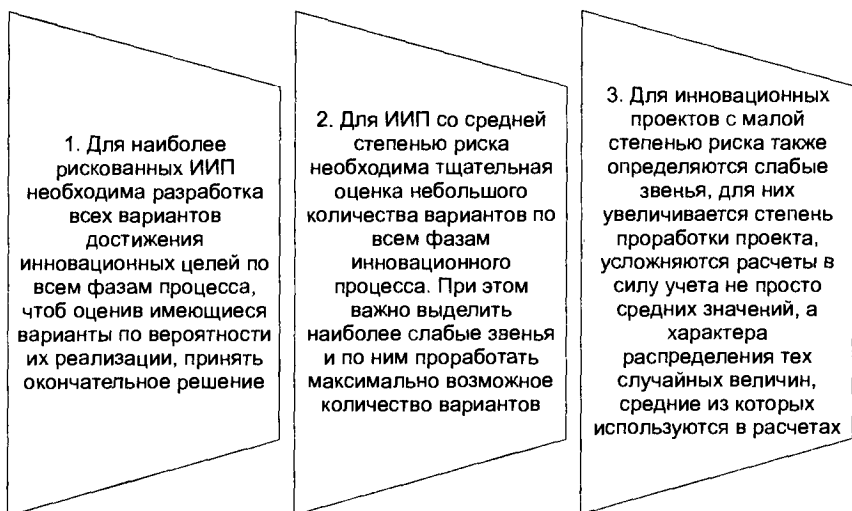 1. Для наиболее
рискованных ИИП
необходима разработка
всех вариантов
достижения
инновационных целей по
всем фазам процесса,
чтоб оценив имеющиеся
варианты по вероятности
их реализации, принять
окончательное решение
2. Для ИИП со средней
степенью риска
необходима тщательная
оценка небольшого
количества вариантов по
всем фазам
инновационного
процесса. При этом
важно выделить
наиболее слабые звенья
и по ним проработать
максимально возможное
количество вариантов
3. Для инновационных
проектов с малой
степенью риска также
определяются слабые
звенья, для них
увеличивается степень
проработки проекта,
усложняются расчеты в
силу учета не просто
средних значений, а
характера
распределения тех
случайных величин,
средние из которых
используются в расчетах